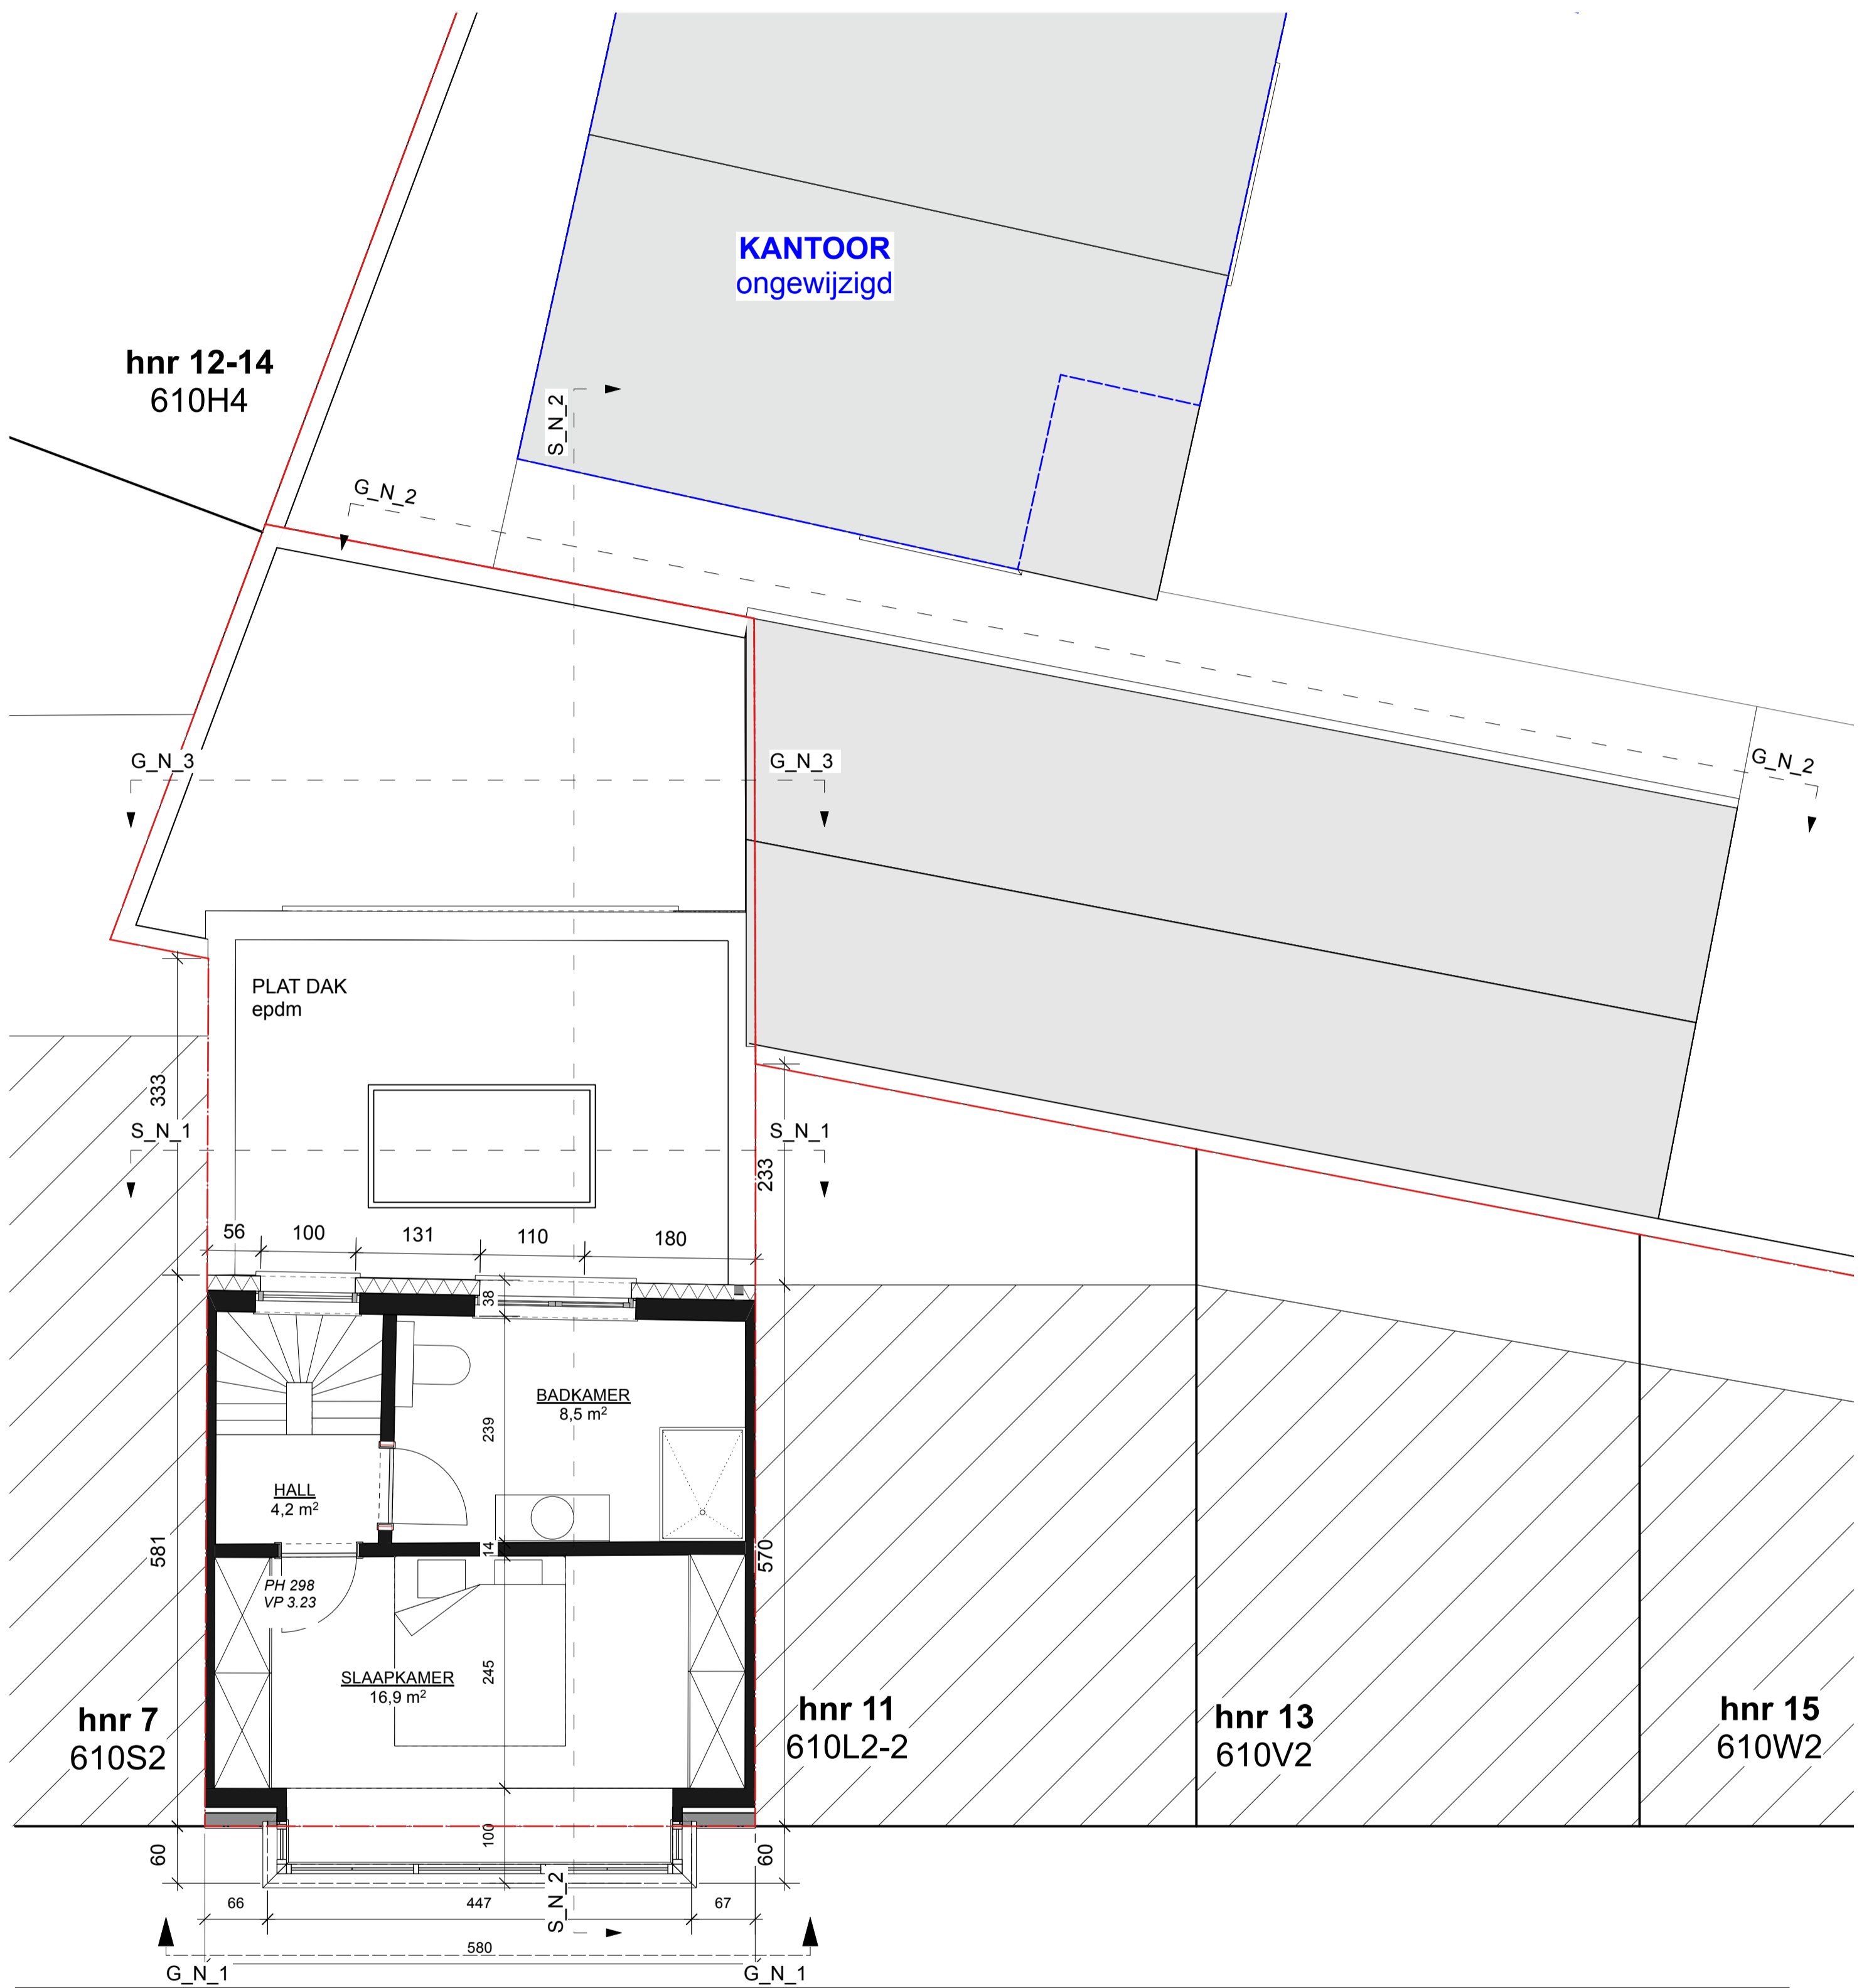 KANTOOR
ongewijzigd
hnr 12-14
610H4
S_N_2
G_N_2
G_N_3
G_N_3
G_N_2
PLAT DAK
epdm
333
S_N_1
S_N_1
233
56
100
131
110
180
38
BADKAMER
8,5 m²
239
HALL
4,2 m²
581
14
570
PH 298
VP 3.23
SLAAPKAMER
16,9 m²
245
hnr 7
610S2
hnr 11
610L2-2
hnr 13
610V2
hnr 15
610W2
60
100
60
S_N_2
66
447
67
580
G_N_1
G_N_1